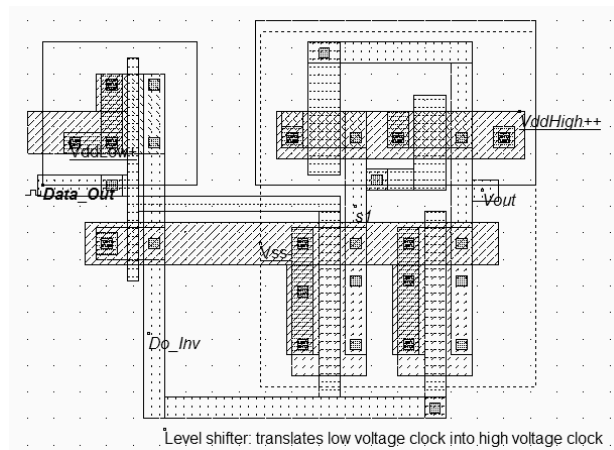 VddHigh++
VddLow+
Data_Out
Vout
s1
Vss-
Do_Inv
Level shifter: translates low voltage clock into high voltage clock